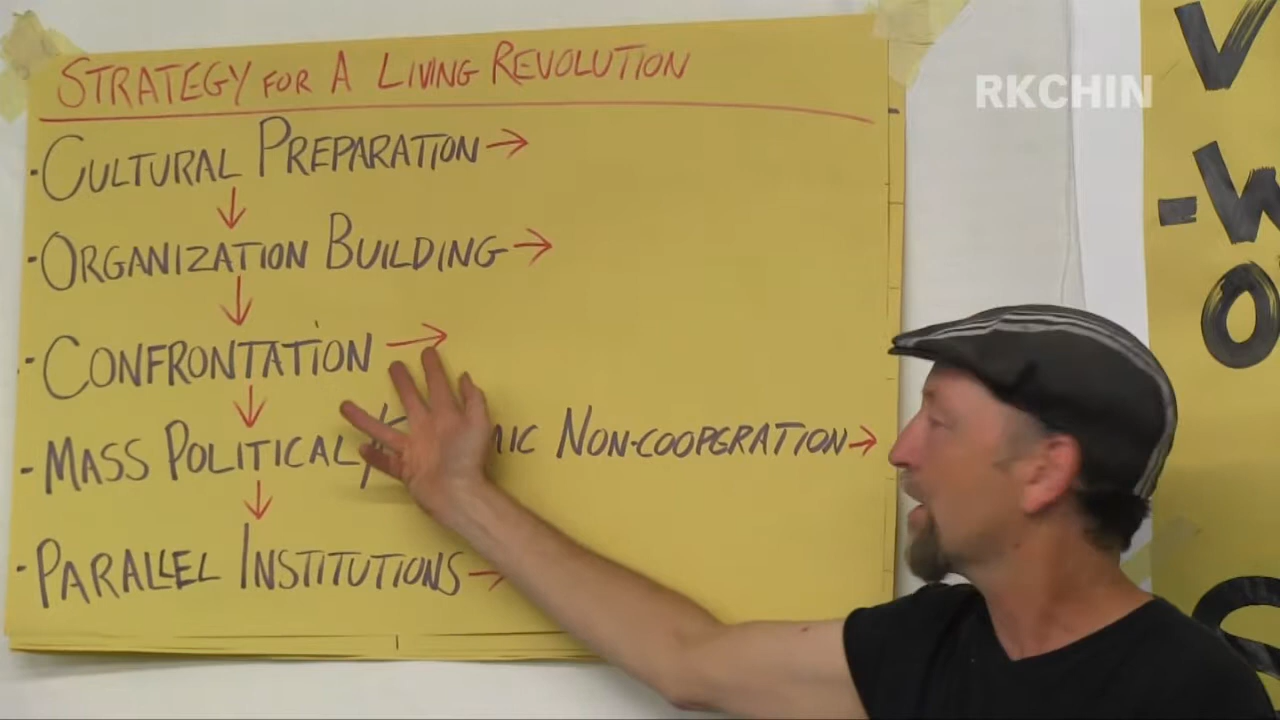 STRATEGY FOR A LIVING REVOLUTION
RKCHIN
- CULTURAL PREPARATION →
↓
- ORGANIZATION BUILDING →
↓
- CONFRONTATION →
↓
- MASS POLITICAL/ NON-COOPERATION →
↓
- PARALLEL INSTITUTIONS →